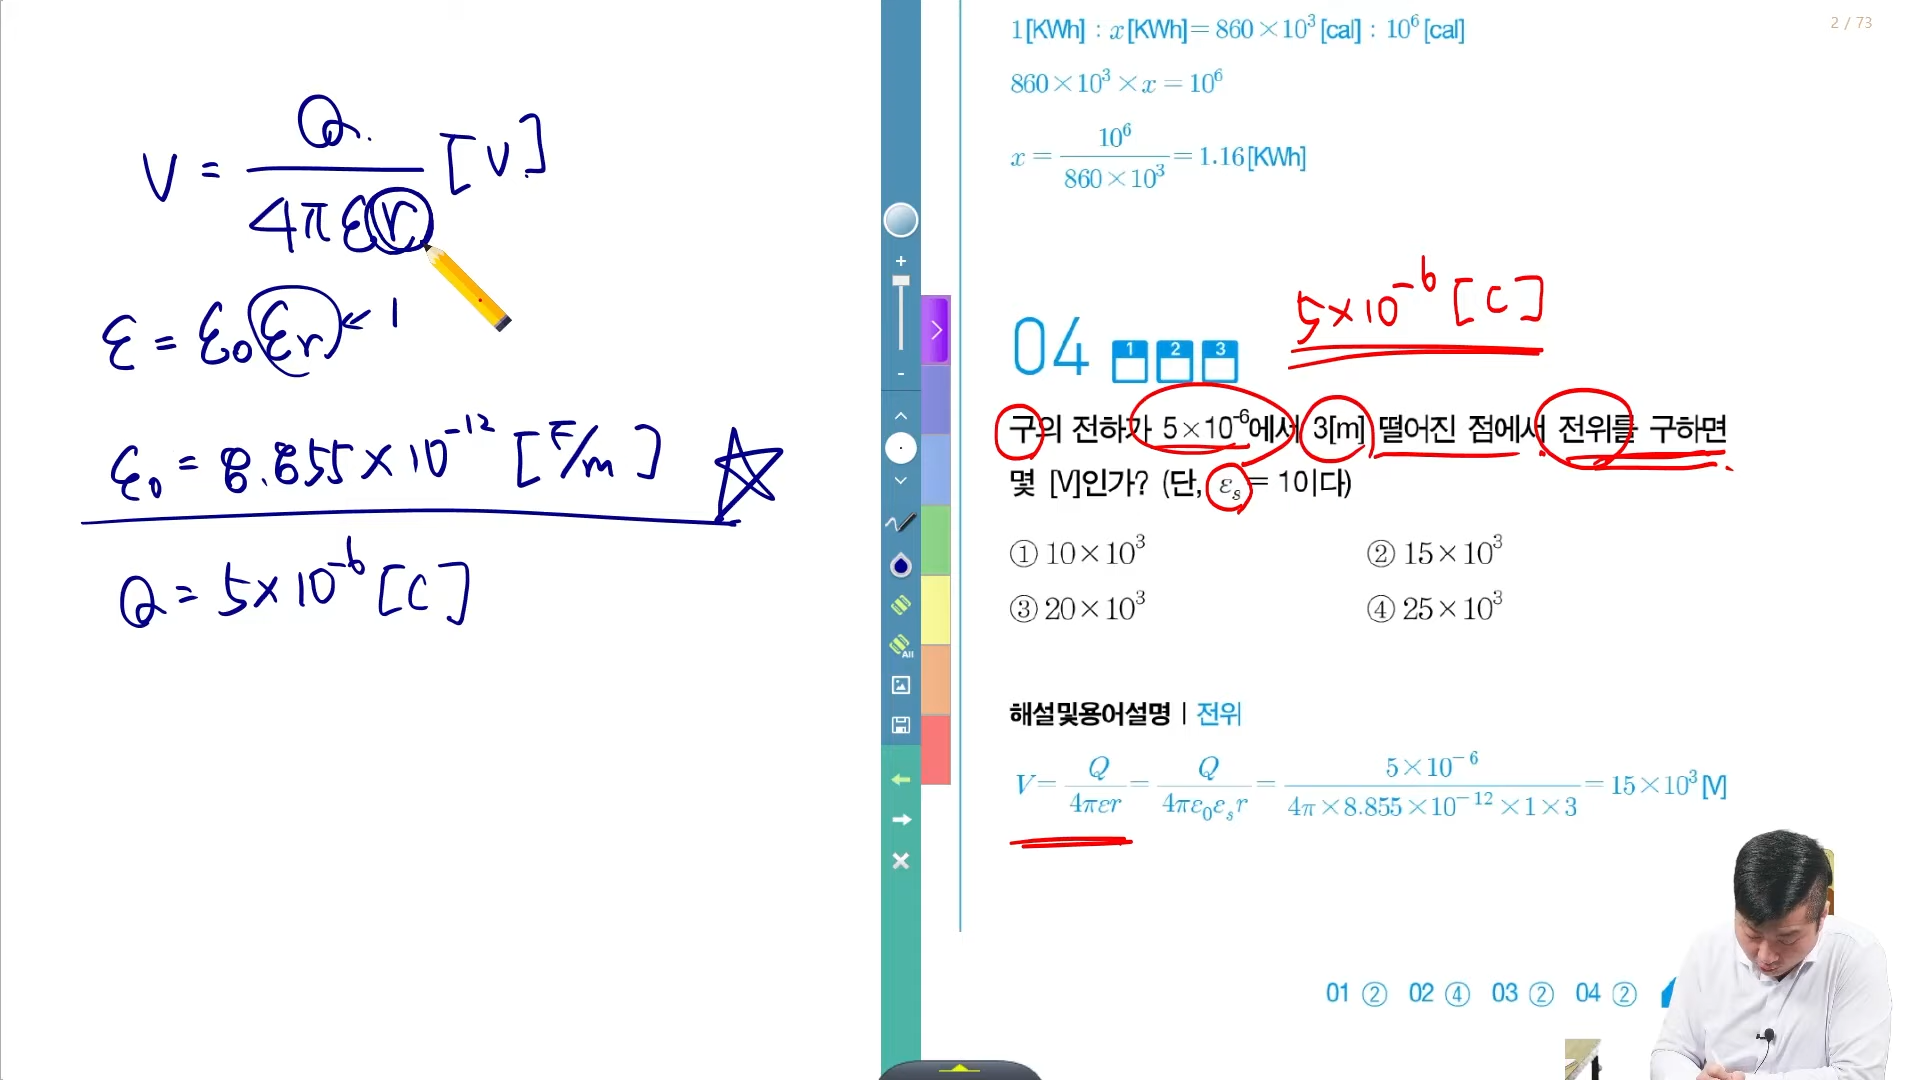 V = Q / 4πεr [V]
ε = ε₀ εr ← 1
ε₀ = 8.855×10⁻¹² [F/m] ☆
Q = 5×10⁻⁶ [C]
All
2 / 73
1[KWh] : x[KWh] = 860×10³[cal] : 10⁶[cal]
860×10³×x = 10⁶
x = 10⁶ / 860×10³ = 1.16[KWh]
5×10⁻⁶ [C]
04 1 2 3
구의 전하가 5×10⁻⁶에서 3[m] 떨어진 점에서 전위를 구하면
몇 [V]인가? (단, εs = 1이다)
① 10×10³ ② 15×10³
③ 20×10³ ④ 25×10³
해설및용어설명 | 전위
V = Q / 4πεr = Q / 4πε₀εsr = 5×10⁻⁶ / 4π×8.855×10⁻¹²×1×3 = 15×10³[V]
01 ② 02 ④ 03 ② 04 ②